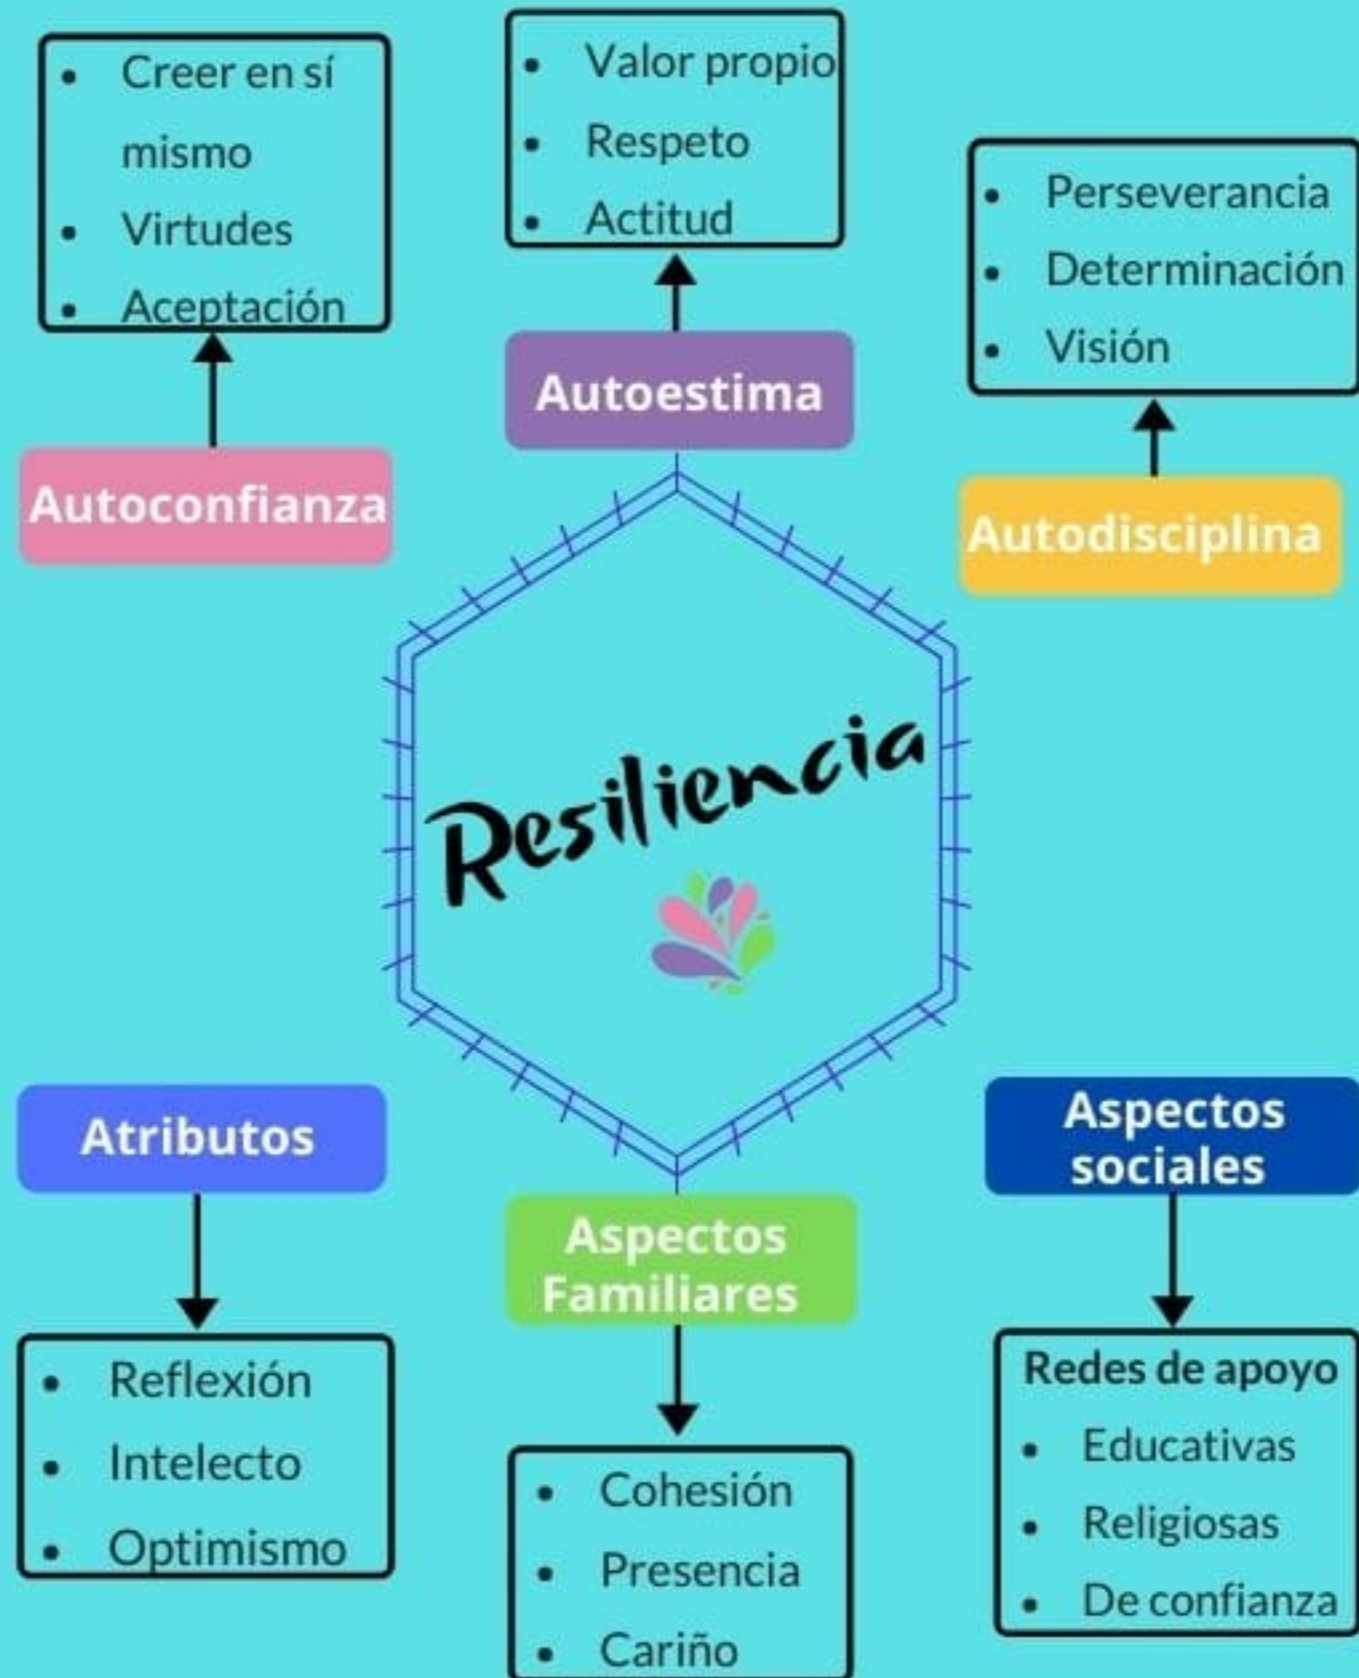 Creer en sí
mismo
Virtudes
Aceptación
Autoconfianza
Valor propio
Respeto
Actitud
Autoestima
Perseverancia
Determinación
Visión
Autodisciplina
Resiliencia
Atributos
Reflexión
Intelecto
Optimismo
Aspectos
Familiares
Cohesión
Presencia
Cariño
Aspectos
sociales
Redes de apoyo
Educativas
Religiosas
De confianza